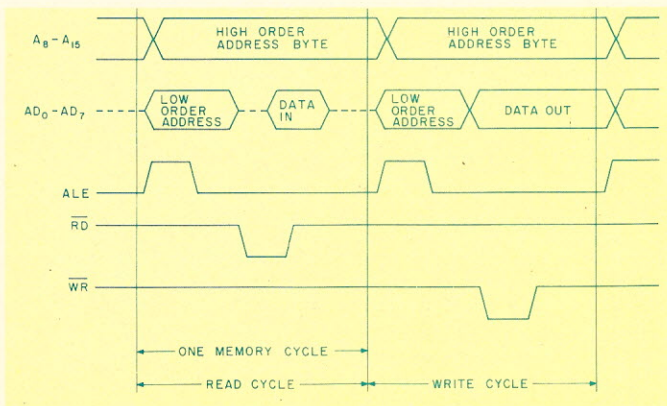 A8-A15
HIGH ORDER
ADDRESS BYTE
HIGH ORDER
ADDRESS BYTE
AD0-AD7
LOW
ORDER
ADDRESS
DATA
IN
LOW
ORDER
ADDRESS
DATA OUT
ALE
RD
WR
ONE MEMORY CYCLE
READ CYCLE
WRITE CYCLE